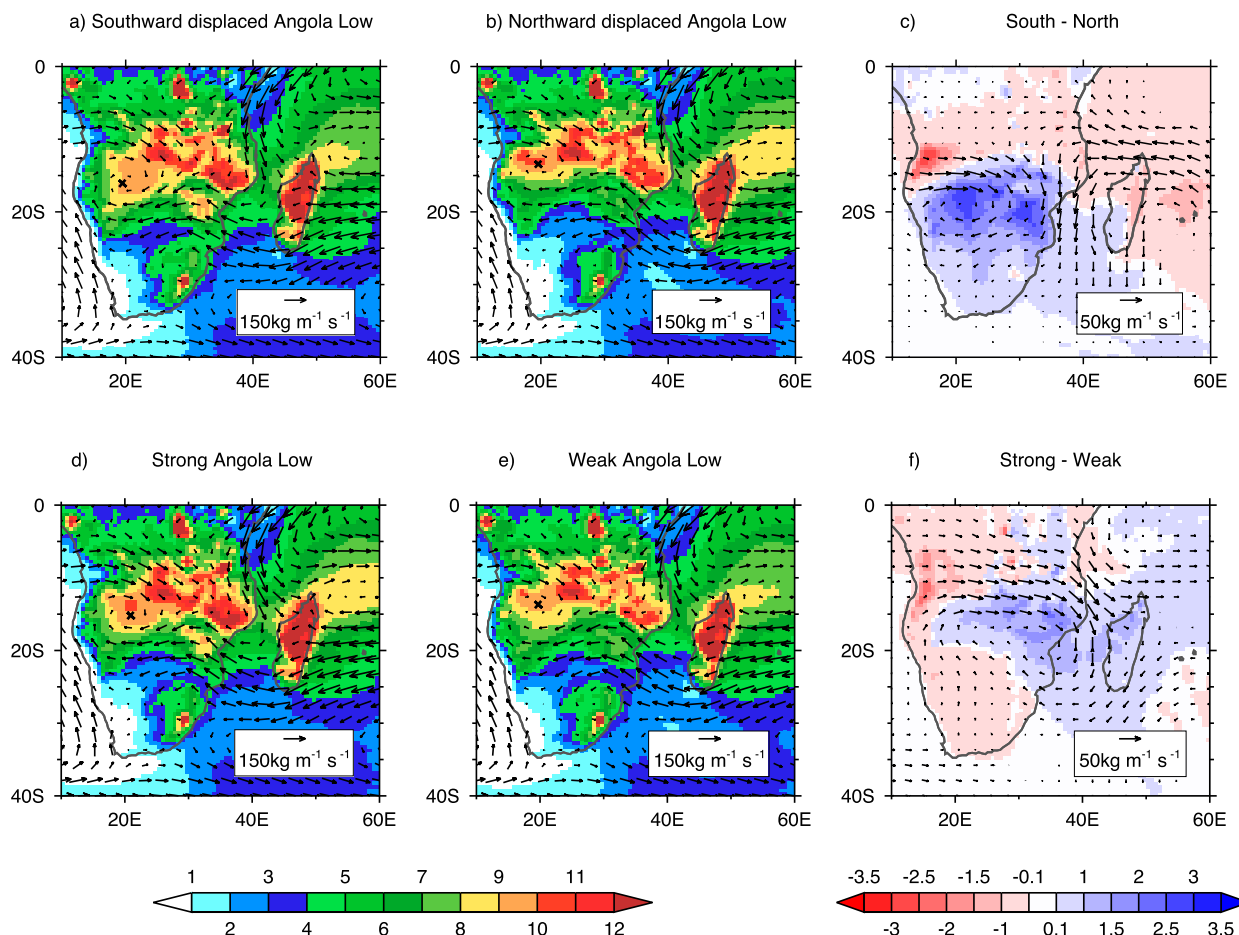 a) Southward displaced Angola Low
b) Northward displaced Angola Low
c) South - North
0
20S
40S
20E
40E
60E
150kg m⁻¹ s⁻¹
0
20S
40S
20E
40E
60E
150kg m⁻¹ s⁻¹
0
20S
40S
20E
40E
60E
50kg m⁻¹ s⁻¹
d) Strong Angola Low
e) Weak Angola Low
f) Strong - Weak
0
20S
40S
20E
40E
60E
150kg m⁻¹ s⁻¹
0
20S
40S
20E
40E
60E
150kg m⁻¹ s⁻¹
0
20S
40S
20E
40E
60E
50kg m⁻¹ s⁻¹
1 3 5 7 9 11
2 4 6 8 10 12
-3.5 -2.5 -1.5 -0.1 1 2 3
-3 -2 -1 0.1 1.5 2.5 3.5